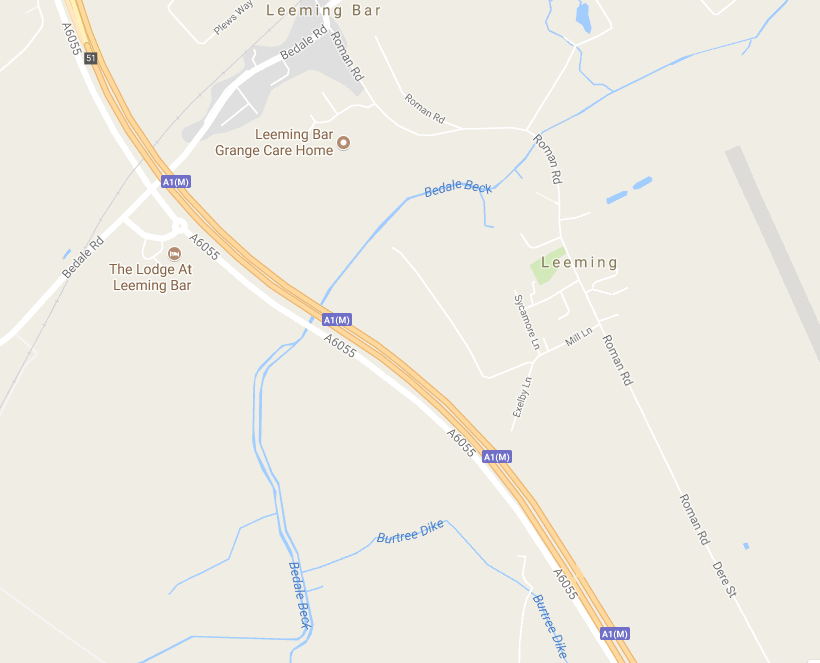 Leeming Bar
Plews Way
A6055
Bedale Rd
Roman Rd
51
Roman Rd
Leeming Bar
Grange Care Home
Roman Rd
A1(M)
Bedale Beck
A6055
Bedale Rd
The Lodge At
Leeming Bar
Leeming
A1(M)
Sycamore Ln
Mill Ln
A6055
Roman Rd
Exelby Ln
A6055
A1(M)
Roman Rd
Burtree Dike
Bedale Beck
A6055
Dere St
Burtree Dike
A1(M)